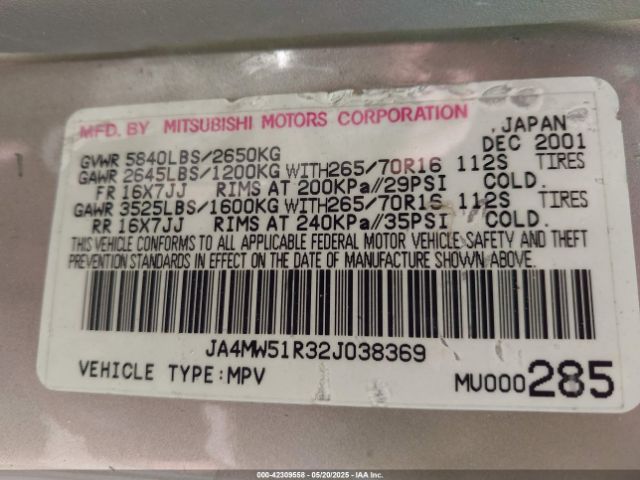 MFD. BY MITSUBISHI MOTORS CORPORATION , JAPAN
DEC 2001
GVWR 5840LBS/2650KG
GAWR 2645LBS/1200KG WITH265/70R16 112S TIRES
FR 16X7JJ RIMS AT 200KPa//29PSI COLD.
GAWR 3525LBS/1600KG WITH265/70R16 112S TIRES
RR 16X7JJ RIMS AT 240KPa//35PSI COLD.
THIS VEHICLE CONFORMS TO ALL APPLICABLE FEDERAL MOTOR VEHICLE SAFETY AND THEFT
PREVENTION STANDARDS IN EFFECT ON THE DATE OF MANUFACTURE SHOWN ABOVE.
JA4MW51R32J038369
VEHICLE TYPE:MPV MU000285
000-42309558 - 05/20/2025 - IAA Inc.